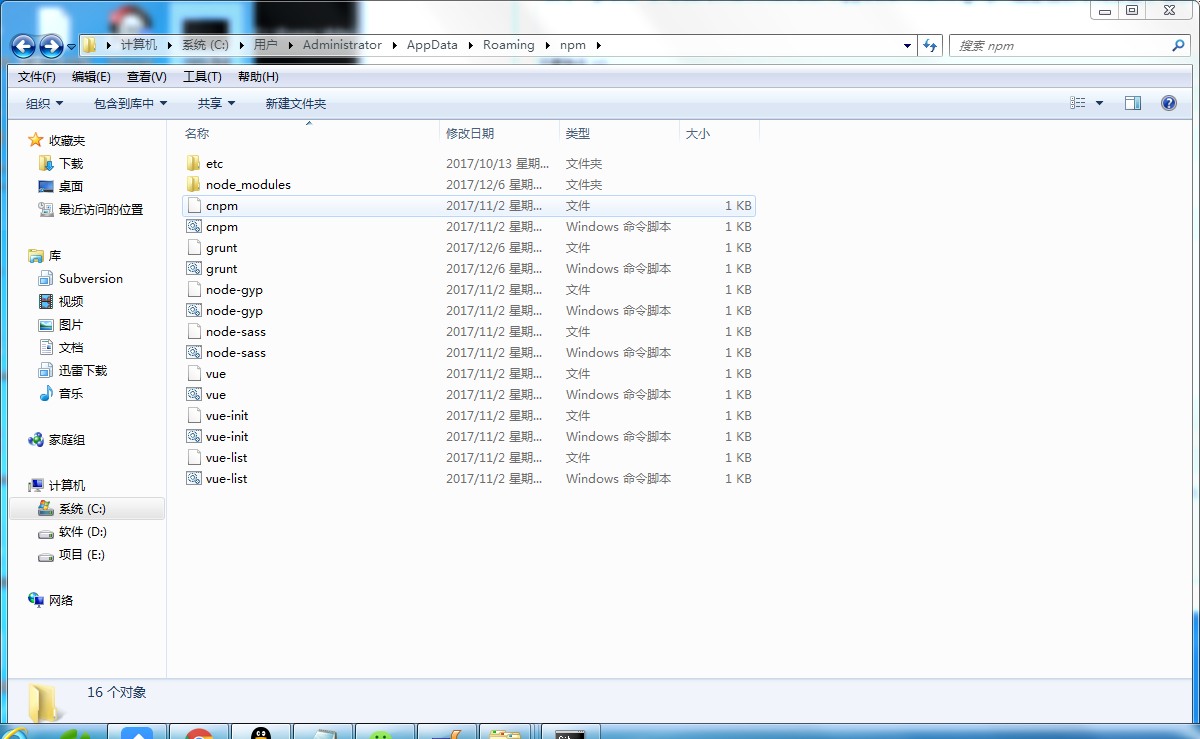 计算机 系统 (C:) 用户 Administrator AppData Roaming npm
搜索 npm
文件(F) 编辑(E) 查看(V) 工具(T) 帮助(H)
组织 包含到库中 共享 新建文件夹
收藏夹
下载
桌面
最近访问的位置
库
Subversion
视频
图片
文档
迅雷下载
音乐
家庭组
计算机
系统 (C:)
软件 (D:)
项目 (E:)
网络
名称 修改日期 类型 大小
etc 2017/10/13 星期... 文件夹
node_modules 2017/12/6 星期... 文件夹
cnpm 2017/11/2 星期... 文件 1 KB
cnpm 2017/11/2 星期... Windows 命令脚本 1 KB
grunt 2017/12/6 星期... 文件 1 KB
grunt 2017/12/6 星期... Windows 命令脚本 1 KB
node-gyp 2017/11/2 星期... 文件 1 KB
node-gyp 2017/11/2 星期... Windows 命令脚本 1 KB
node-sass 2017/11/2 星期... 文件 1 KB
node-sass 2017/11/2 星期... Windows 命令脚本 1 KB
vue 2017/11/2 星期... 文件 1 KB
vue 2017/11/2 星期... Windows 命令脚本 1 KB
vue-init 2017/11/2 星期... 文件 1 KB
vue-init 2017/11/2 星期... Windows 命令脚本 1 KB
vue-list 2017/11/2 星期... 文件 1 KB
vue-list 2017/11/2 星期... Windows 命令脚本 1 KB
16 个对象